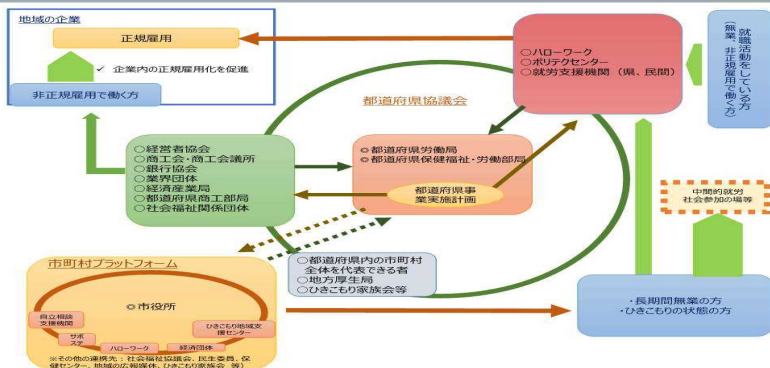 地域の企業
正規雇用
✓ 企業内の正規雇用化を促進
非正規雇用で働く方
○ハローワーク
○ポリテクセンター
○就労支援機関（県、民間）
就職活動をしている方
（無業、非正規雇用で働く方）
都道府県協議会
○経営者協会
○商工会・商工会議所
○銀行協会
○業界団体
○経済産業局
○都道府県商工部局
○社会福祉関係団体
◎都道府県労働局
◎都道府県保健福祉・労働部局
都道府県事
業実施計画
中間的就労
社会参加の場等
○都道府県内の市町村
全体を代表できる者
○地方厚生局
○ひきこもり家族会等
市町村プラットフォーム
◎市役所
自立相談
支援機関
サポ
ステ
ハローワーク
経済団体
ひきこもり地域支
援センター
※その他の連携先：社会福祉協議会、民生委員、保
健センター、地域の広報媒体、ひきこもり家族会 等）
・長期間無業の方
・ひきこもりの状態の方